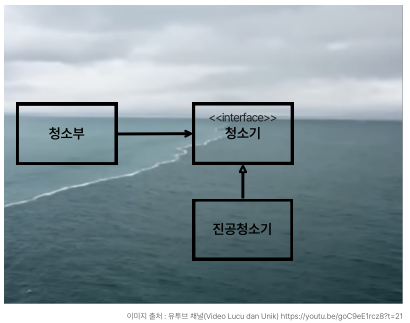 <<interface>>
청소부
청소기
진공청소기
이미지 출처 : 유투브 채널(Video Lucu dan Unik) https://youtu.be/goC9eE1rcz8?t=21